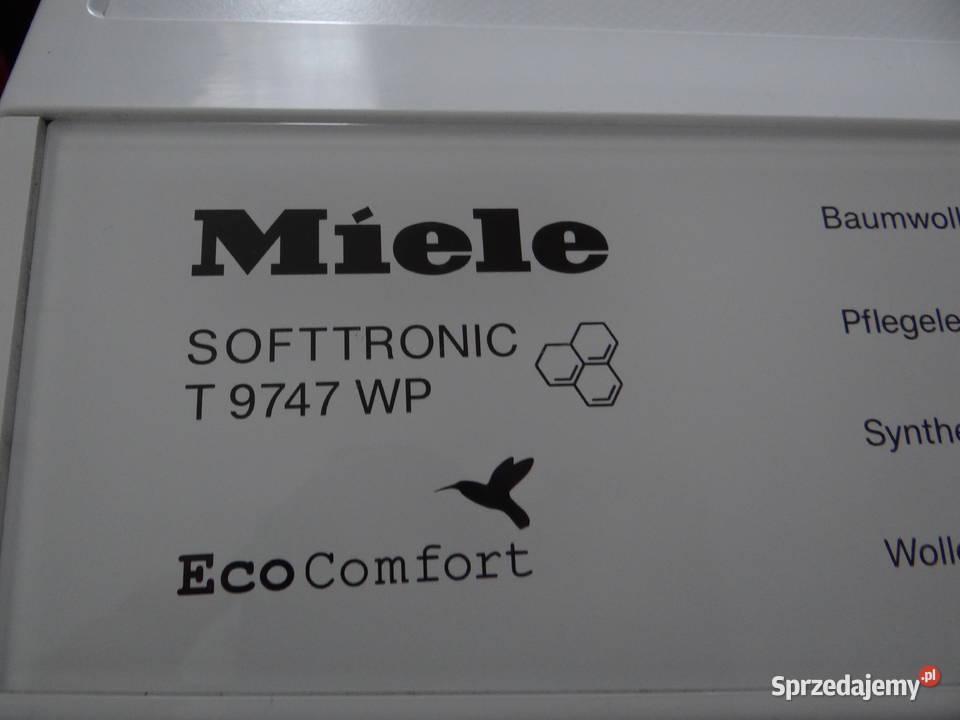 Miele
SOFTTRONIC
T 9747 WP
EcoComfort
Baumwoll
Pflegele
Synthe
Wolle
Sprzedajemy.pl